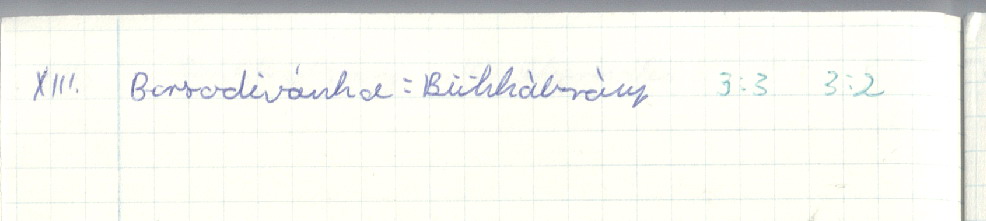 XIII. Borsodivánka = Bükkábrány 3:3 3:2